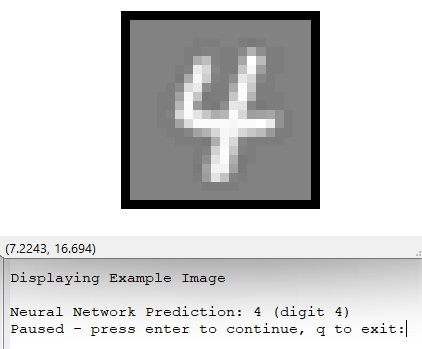 4
(7.2243, 16.694)
Displaying Example Image
Neural Network Prediction: 4 (digit 4)
Paused - press enter to continue, q to exit: